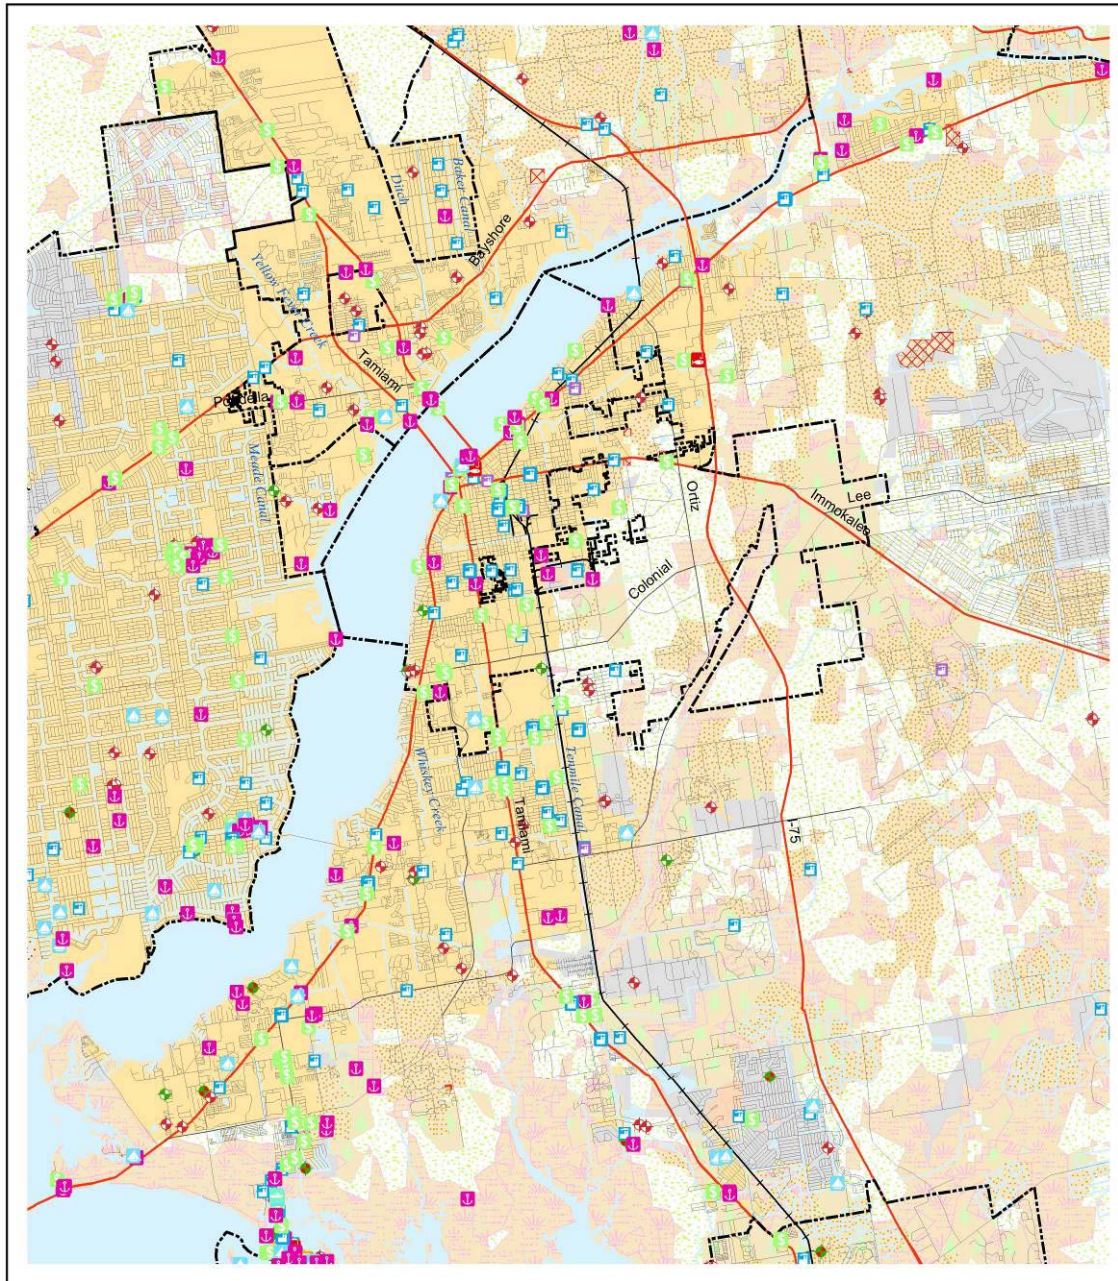 Baker Canal
Ditch
Bayshore
Yellow Fever Creek
Tamiami
Pondella
Meade Canal
Ortiz
Lee
Immokalee
Colonial
Whiskey Creek
Tenmile Canal
Tamiami
I-75